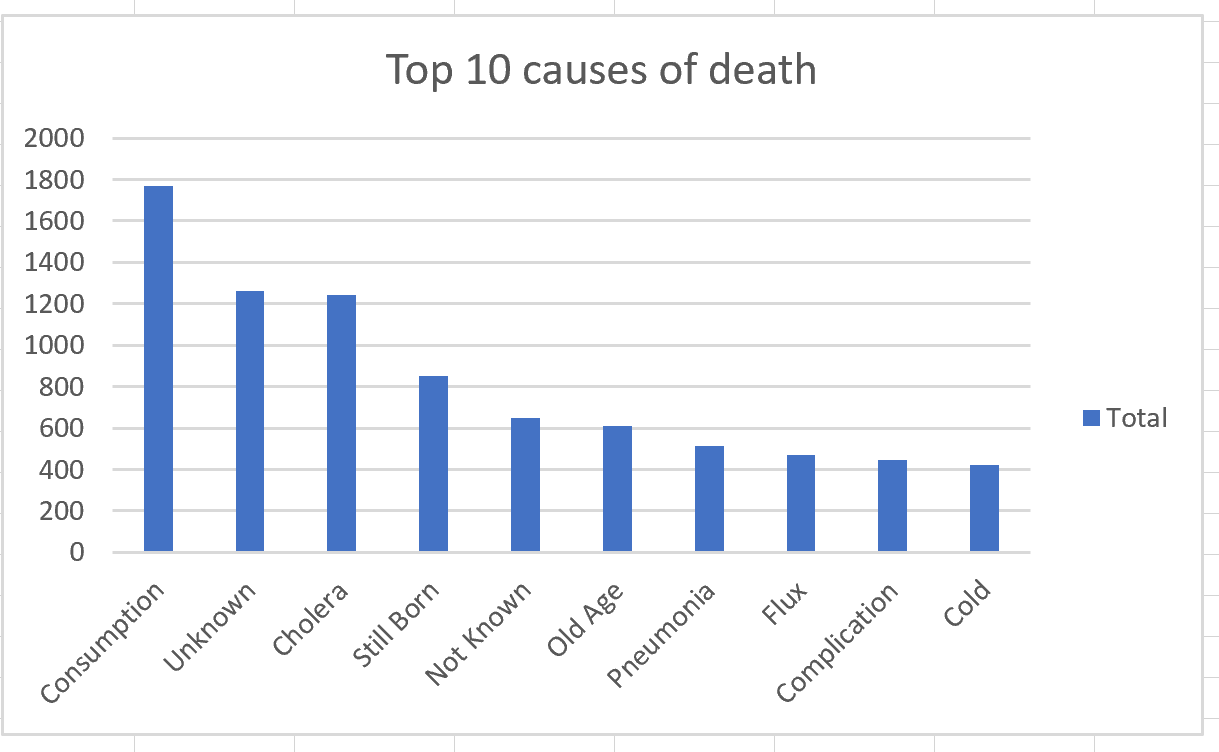 Top 10 causes of death
2000
1800
1600
1400
1200
1000
800
600
400
200
0
Consumption
Unknown
Cholera
Still Born
Not Known
Old Age
Pneumonia
Flux
Complication
Cold
Total